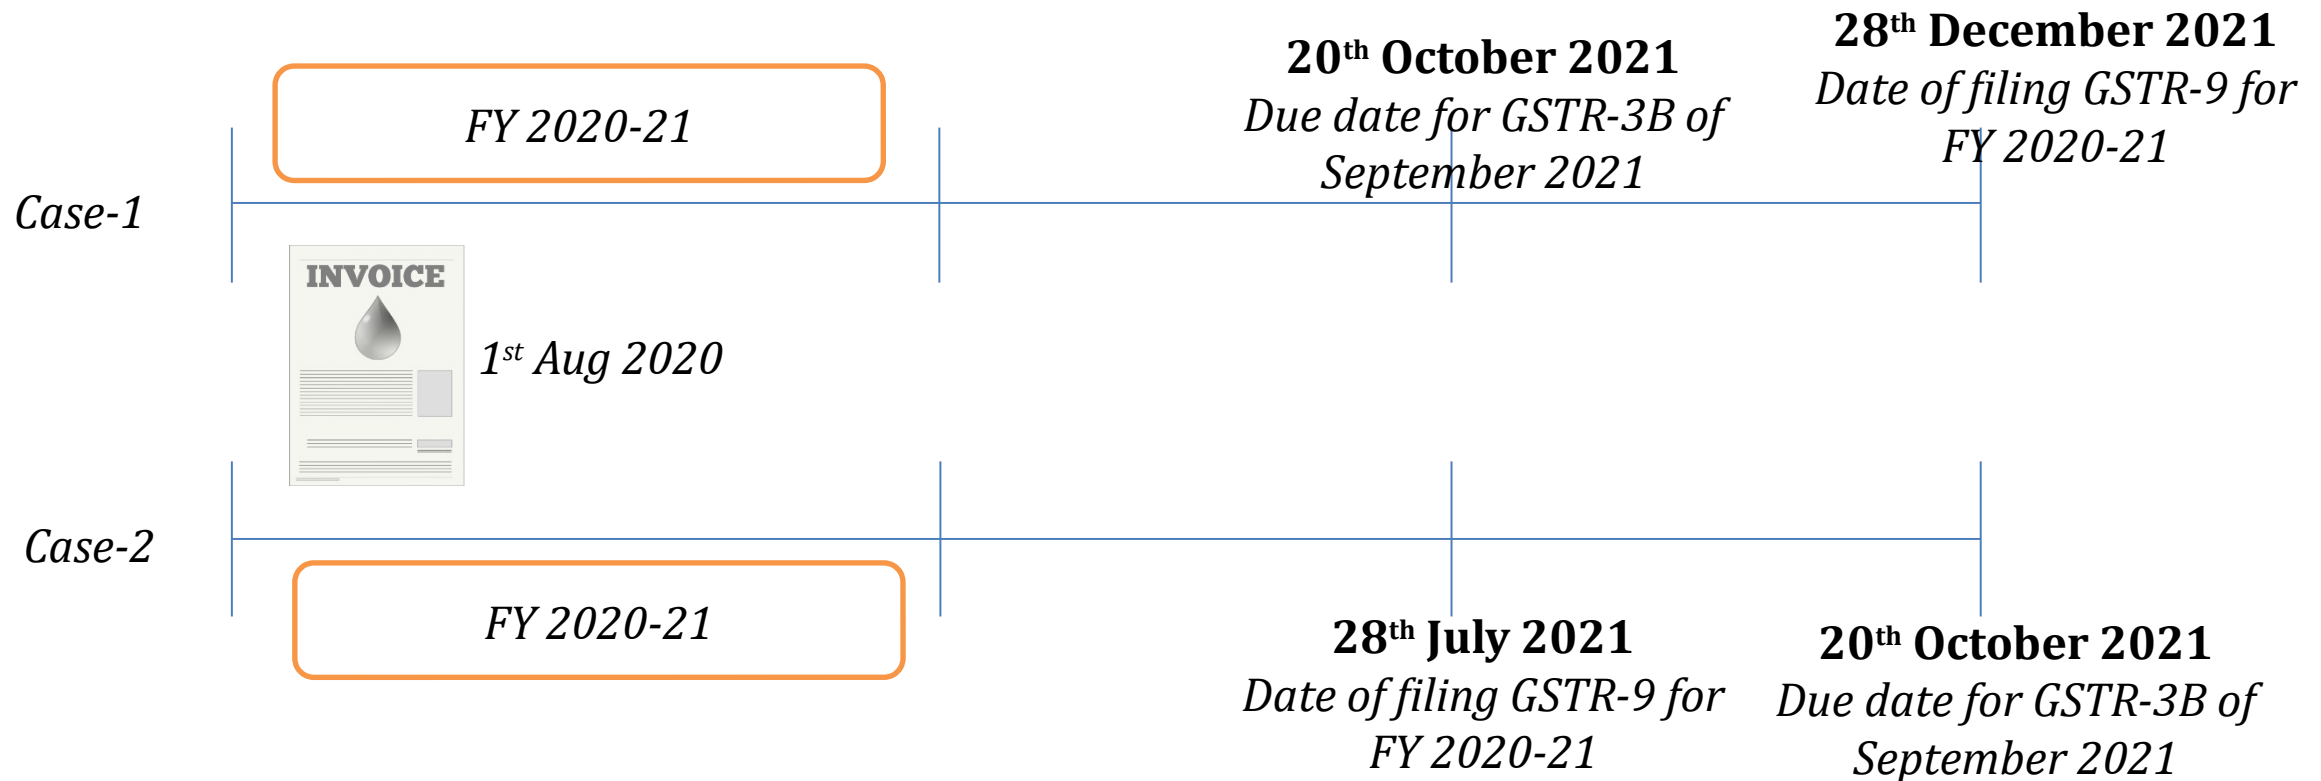 28th December 2021
Date of filing GSTR-9 for
FY 2020-21
20th October 2021
Due date for GSTR-3B of
September 2021
FY 2020-21
Case-1
INVOICE
1st Aug 2020
Case-2
FY 2020-21
28th July 2021
Date of filing GSTR-9 for
FY 2020-21
20th October 2021
Due date for GSTR-3B of
September 2021